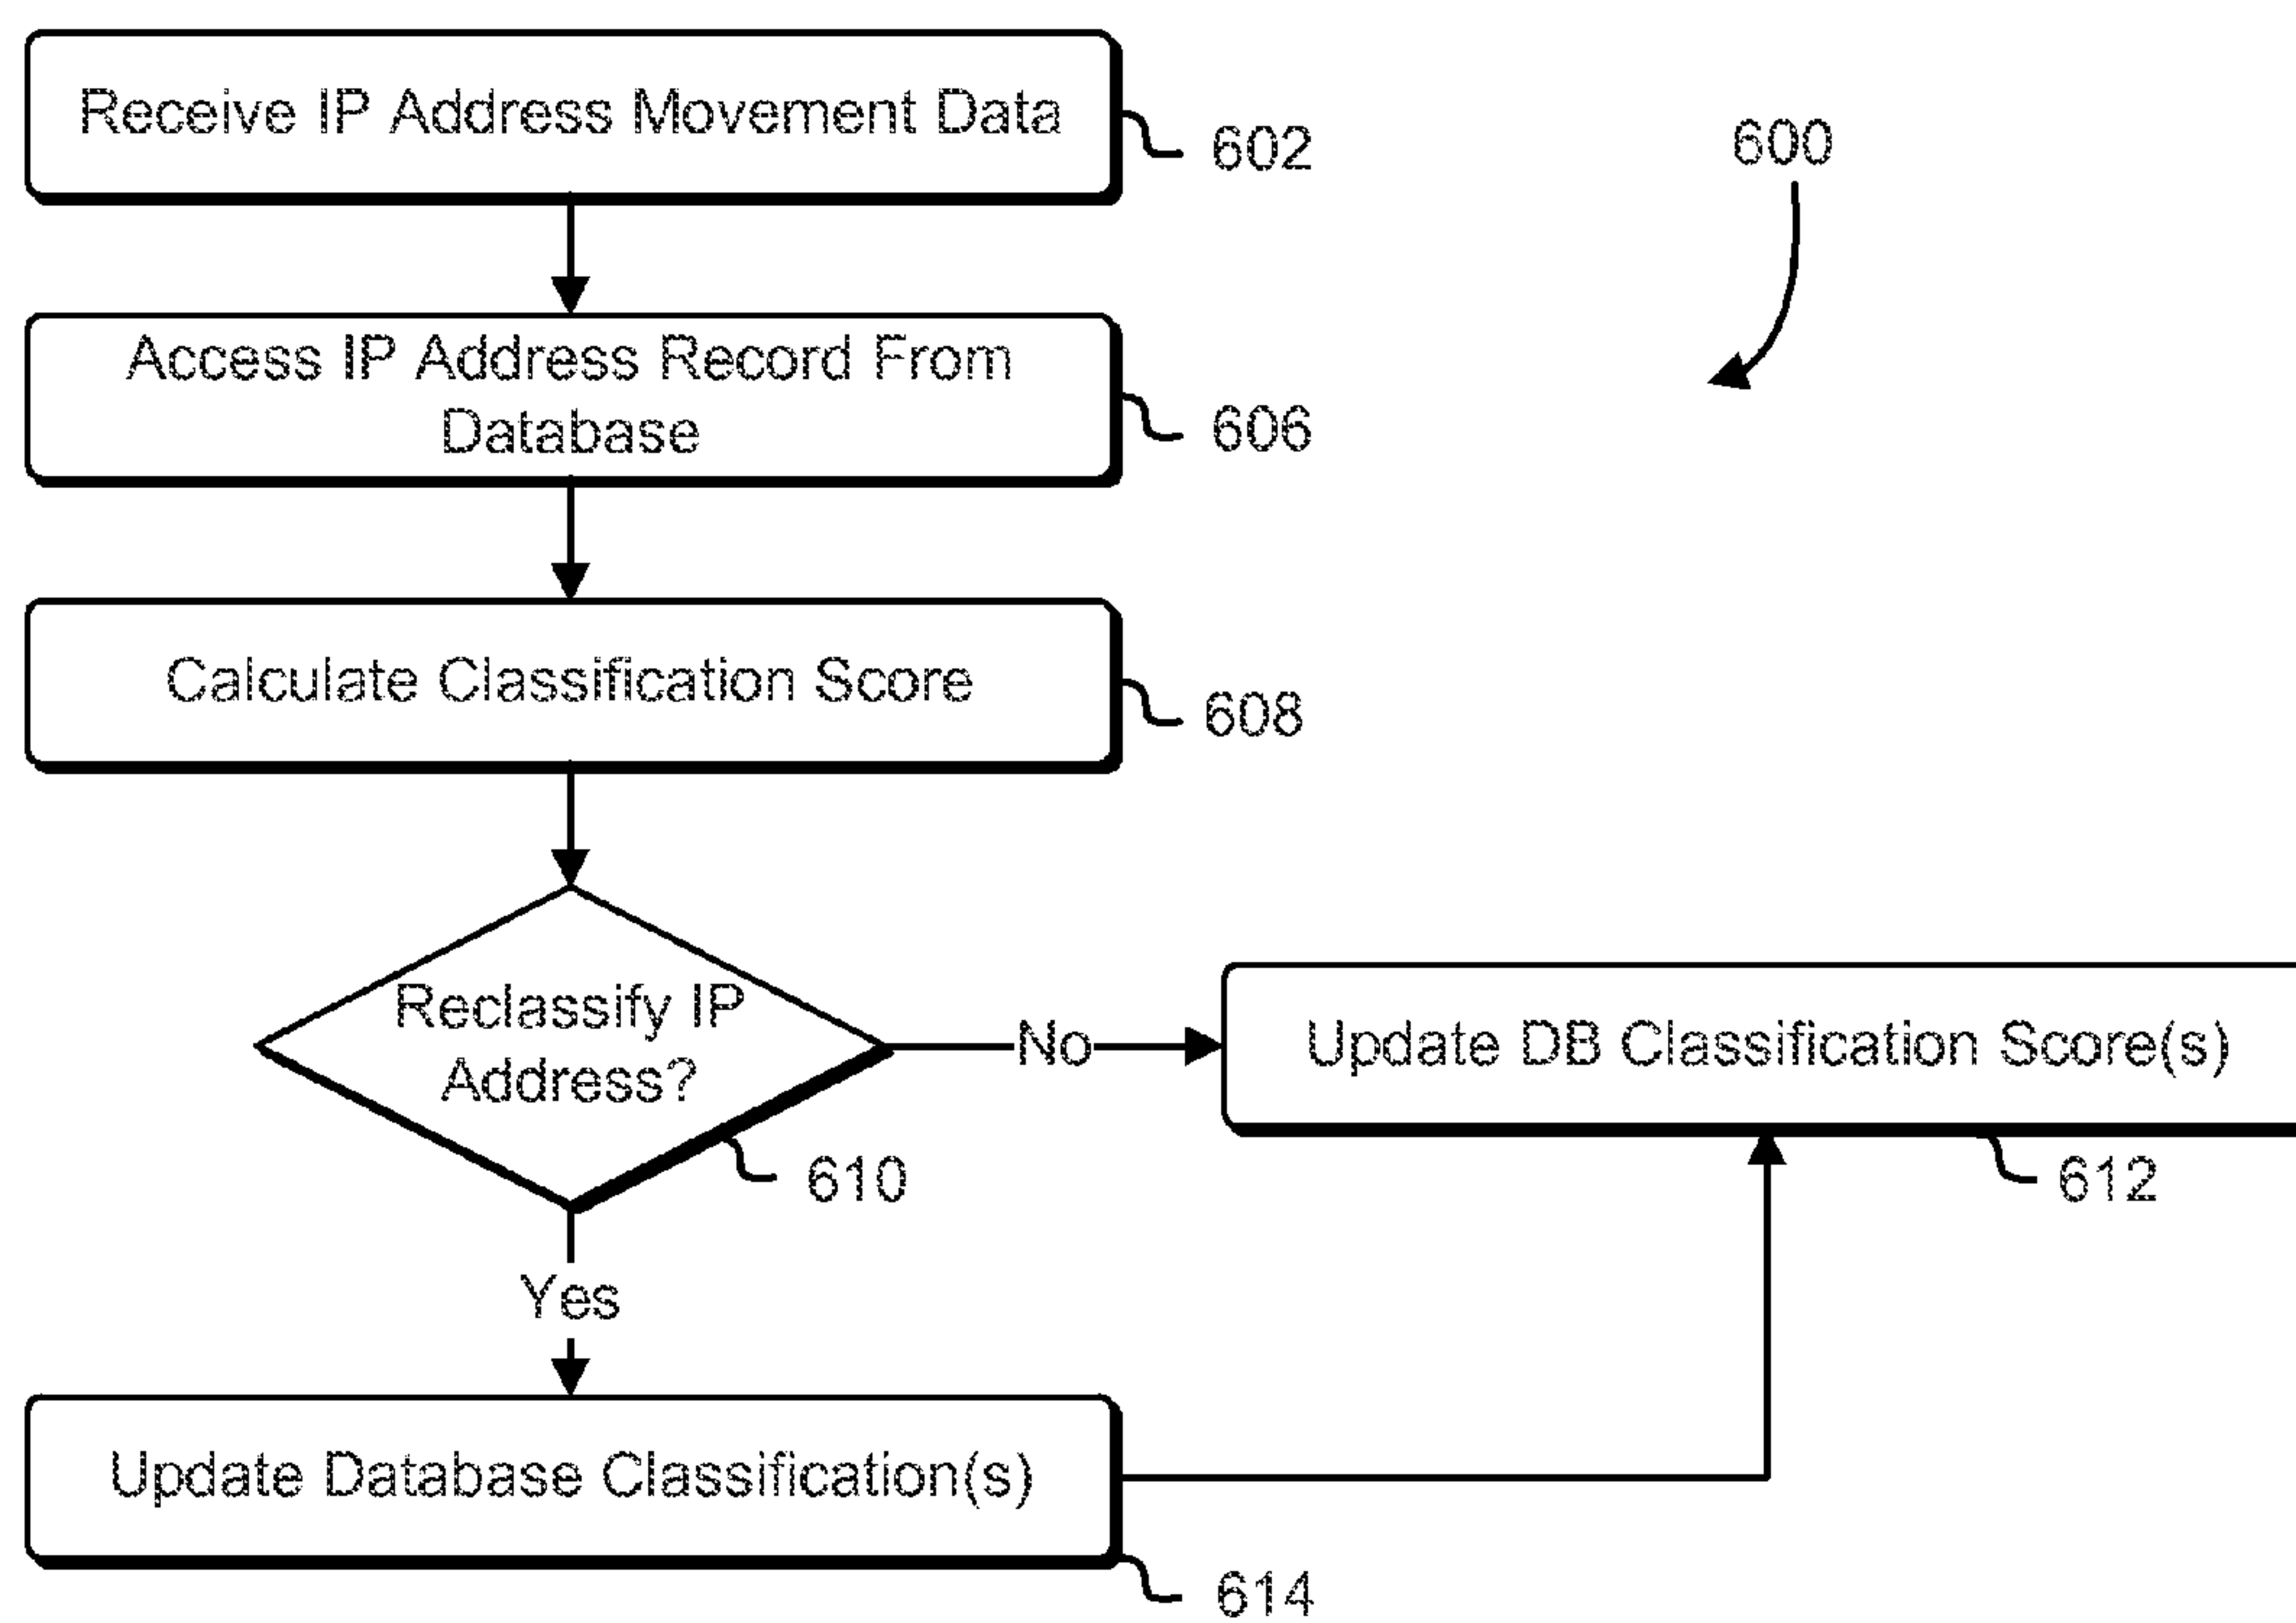 Receive IP Address Movement Data
602
600
Access IP Address Record From
Database
606
Calculate Classification Score
608
Reclassify IP
Address?
610
No
Update DB Classification Score(s)
612
Yes
Update Database Classification(s)
614